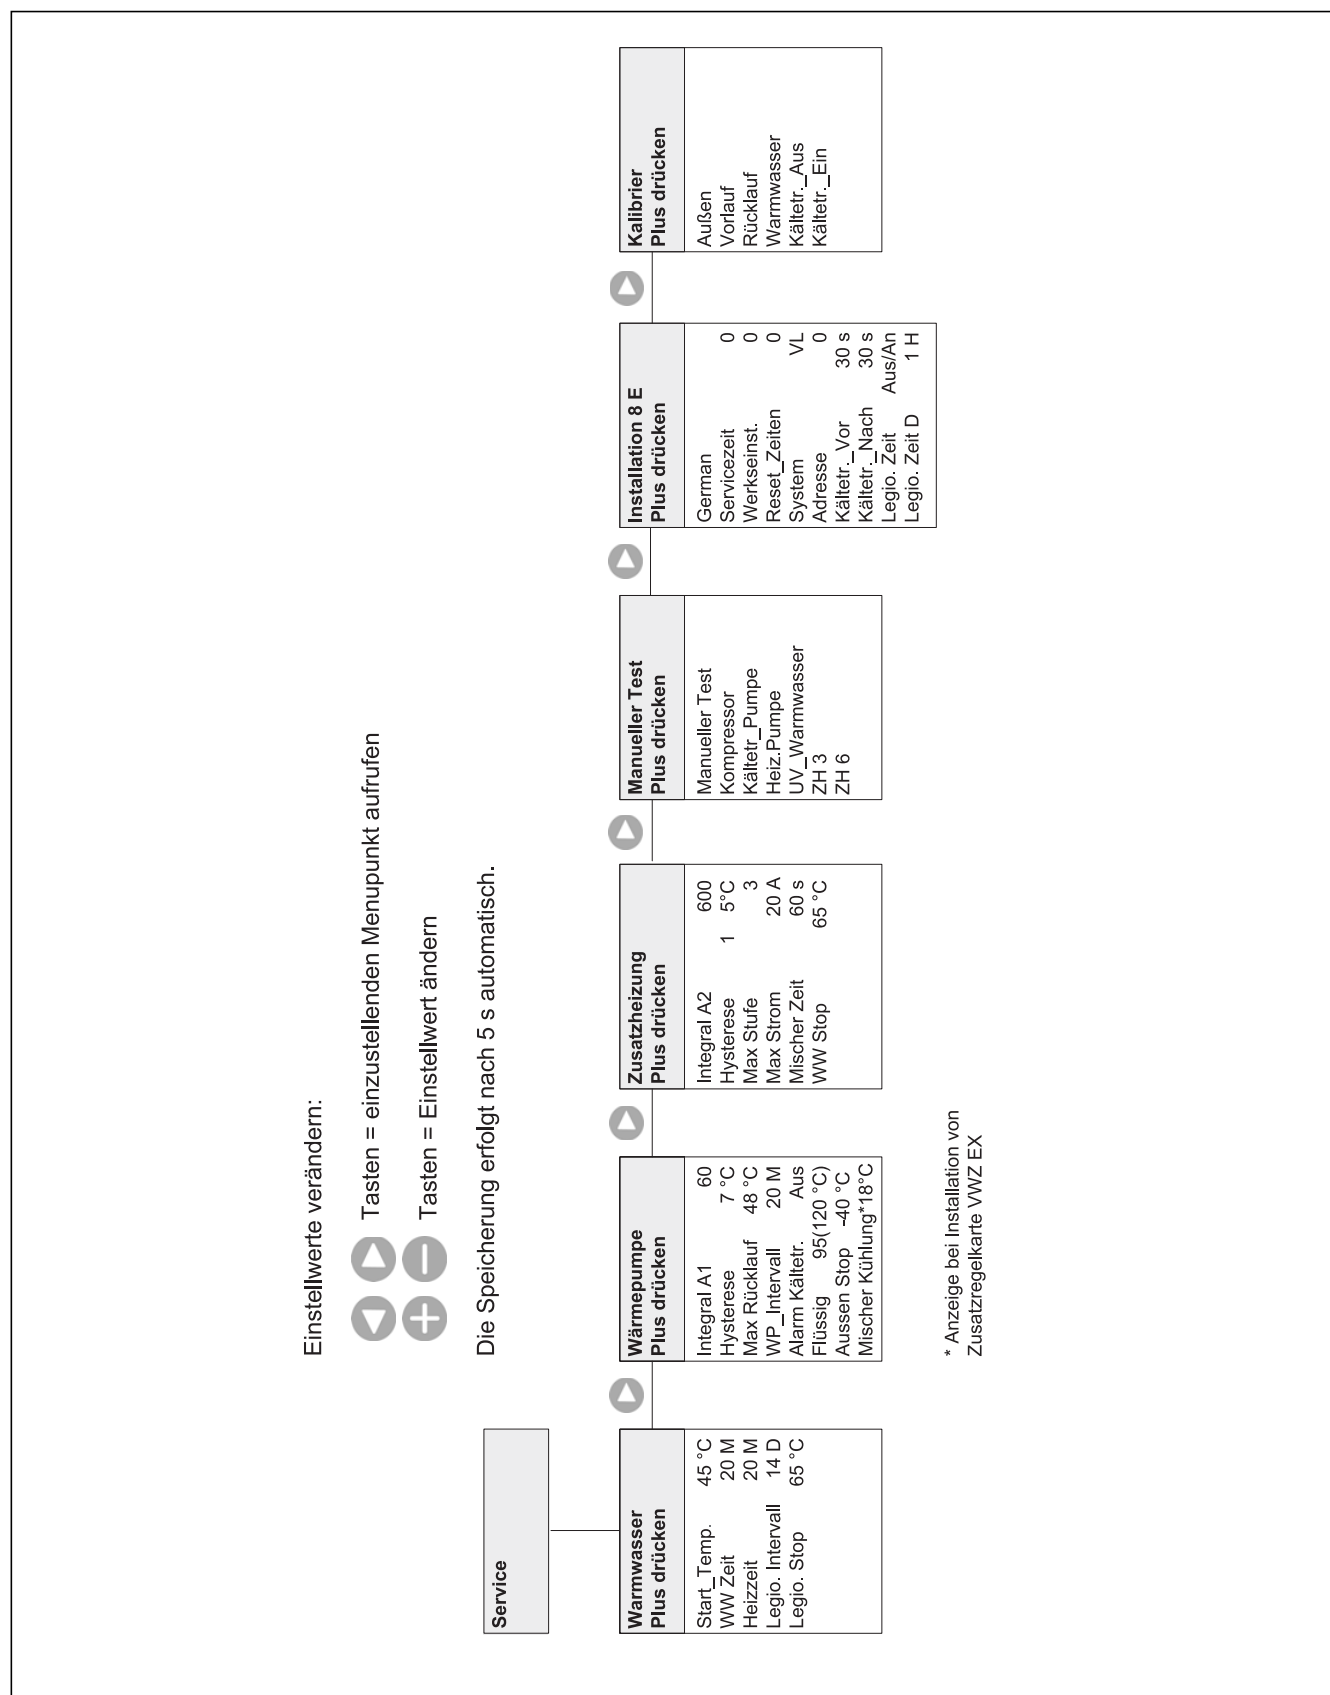 Einstellwerte verändern:
Tasten = einzustellenden Menupunkt aufrufen
Tasten = Einstellwert ändern
Die Speicherung erfolgt nach 5 s automatisch.
Service
Warmwasser
Plus drücken
Start_Temp. 45 °C
WW Zeit 20 M
Heizzeit 20 M
Legio. Intervall 14 D
Legio. Stop 65 °C
Wärmepumpe
Plus drücken
Integral A1 60
Hysterese 7 °C
Max Rücklauf 48 °C
WP_Intervall 20 M
Alarm Kältetr. Aus
Flüssig 95(120 °C)
Aussen Stop -40 °C
Mischer Kühlung*18°C
Zusatzheizung
Plus drücken
Integral A2 600
Hysterese 1 5°C
Max Stufe 3
Max Strom 20 A
Mischer Zeit 60 s
WW Stop 65 °C
Manueller Test
Plus drücken
Manueller Test
Kompressor
Kältetr_Pumpe
Heiz.Pumpe
UV_Warmwasser
ZH 3
ZH 6
Installation 8 E
Plus drücken
German
Servicezeit 0
Werkseinst. 0
Reset_Zeiten 0
System VL
Adresse 0
Kältetr._Vor 30 s
Kältetr._Nach 30 s
Legio. Zeit Aus/An
Legio. Zeit D 1 H
Kalibrier
Plus drücken
Außen
Vorlauf
Rücklauf
Warmwasser
Kältetr._Aus
Kältetr._Ein
* Anzeige bei Installation von
Zusatzregelkarte VWZ EX